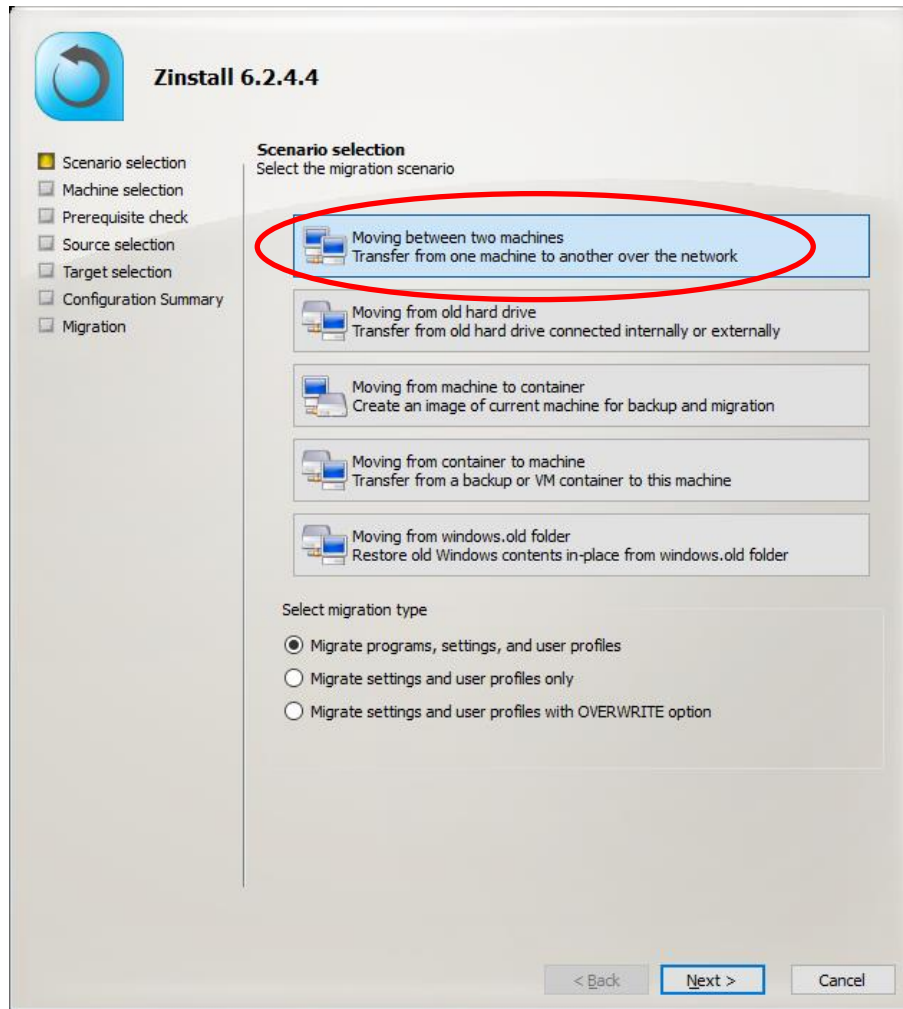 Zinstall 6.2.4.4
Scenario selection
Machine selection
Prerequisite check
Source selection
Target selection
Configuration Summary
Migration
Scenario selection
Select the migration scenario
Moving between two machines
Transfer from one machine to another over the network
Moving from old hard drive
Transfer from old hard drive connected internally or externally
Moving from machine to container
Create an image of current machine for backup and migration
Moving from container to machine
Transfer from a backup or VM container to this machine
Moving from windows.old folder
Restore old Windows contents in-place from windows.old folder
Select migration type
Migrate programs, settings, and user profiles
Migrate settings and user profiles only
Migrate settings and user profiles with OVERWRITE option
< Back
Next >
Cancel